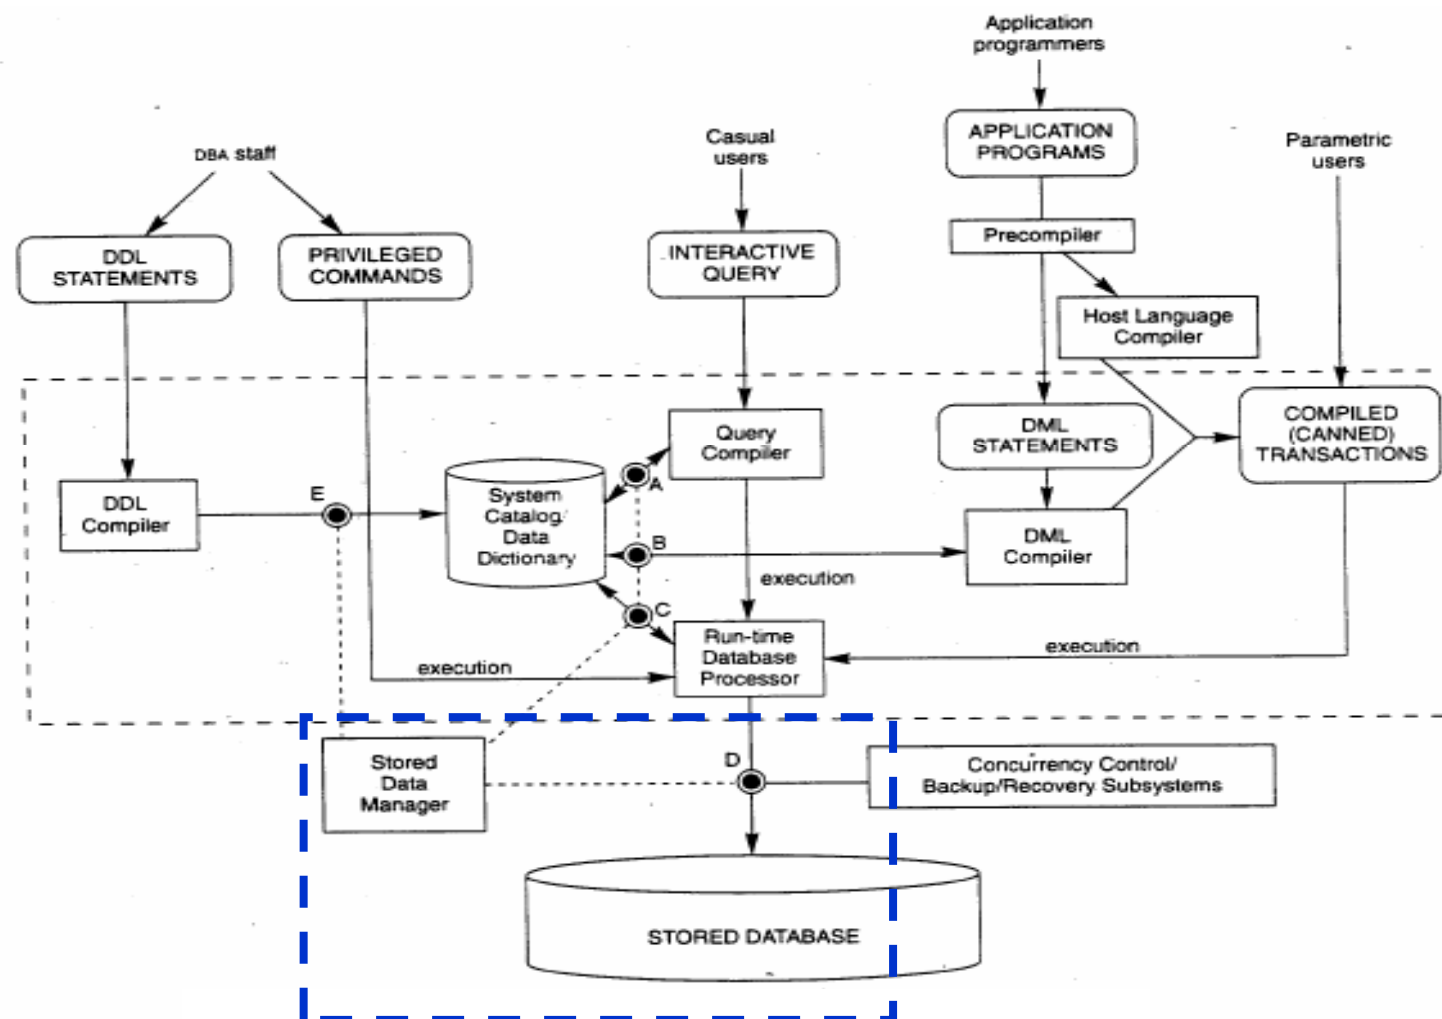 Application
programmers
APPLICATION
PROGRAMS
Casual
users
Parametric
users
DBA staff
Precompiler
DDL
STATEMENTS
PRIVILEGED
COMMANDS
INTERACTIVE
QUERY
Host Language
Compiler
Query
Compiler
DML
STATEMENTS
COMPILED
(CANNED)
TRANSACTIONS
DDL
Compiler
E
System
Catalog/
Data
Dictionary
A
B
C
DML
Compiler
execution
Run-time
Database
Processor
execution
execution
Stored
Data
Manager
D
Concurrency Control/
Backup/Recovery Subsystems
STORED DATABASE